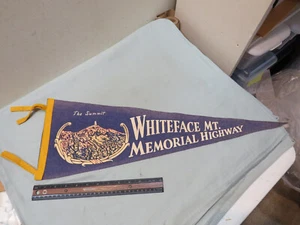 The Summit
WHITEFACE MT.
MEMORIAL HIGHWAY